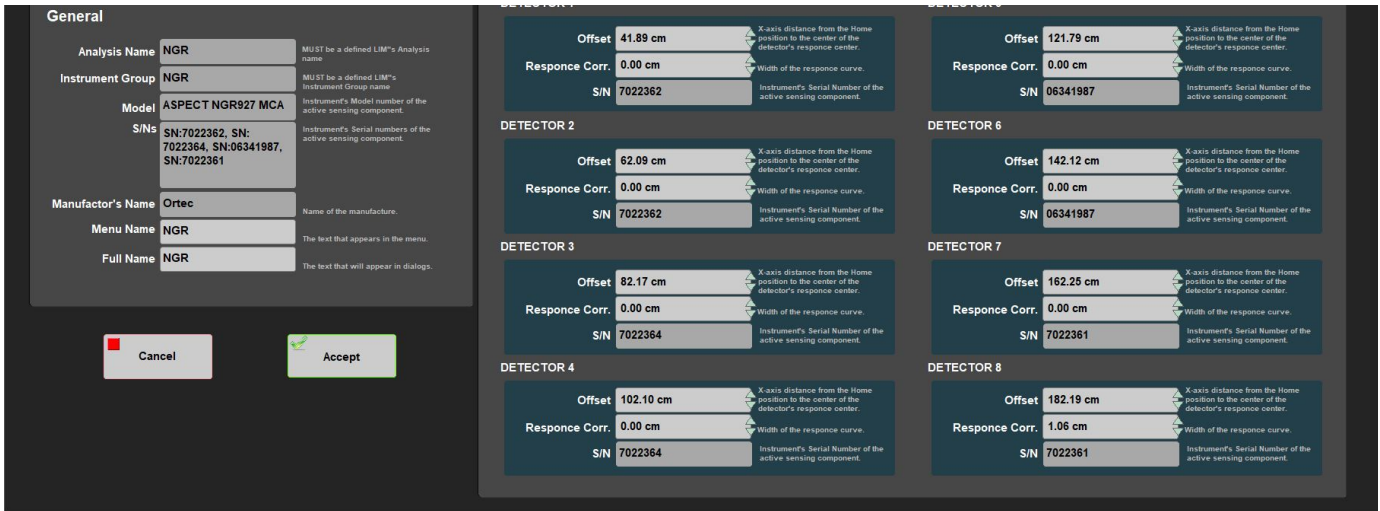 General
Analysis Name NGR MUST be a defined LIM"s Analysis
name
Instrument Group NGR MUST be a defined LIM"s
Instrument Group name
Model ASPECT NGR927 MCA Instrument's Model number of the
active sensing component.
S/Ns SN:7022362, SN:
7022364, SN:06341987,
SN:7022361
Instrument's Serial numbers of the
active sensing component.
Manufactor's Name Ortec Name of the manufacture.
Menu Name NGR The text that appears in the menu.
Full Name NGR The text that will appear in dialogs.
Cancel
Accept
Offset 41.89 cm X-axis distance from the Home
position to the center of the
detector's responce center.
Responce Corr. 0.00 cm Width of the responce curve.
S/N 7022362 Instrument's Serial Number of the
active sensing component.
DETECTOR 2
Offset 62.09 cm X-axis distance from the Home
position to the center of the
detector's responce center.
Responce Corr. 0.00 cm Width of the responce curve.
S/N 7022362 Instrument's Serial Number of the
active sensing component.
DETECTOR 3
Offset 82.17 cm X-axis distance from the Home
position to the center of the
detector's responce center.
Responce Corr. 0.00 cm Width of the responce curve.
S/N 7022364 Instrument's Serial Number of the
active sensing component.
DETECTOR 4
Offset 102.10 cm X-axis distance from the Home
position to the center of the
detector's responce center.
Responce Corr. 0.00 cm Width of the responce curve.
S/N 7022364 Instrument's Serial Number of the
active sensing component.
Offset 121.79 cm X-axis distance from the Home
position to the center of the
detector's responce center.
Responce Corr. 0.00 cm Width of the responce curve.
S/N 06341987 Instrument's Serial Number of the
active sensing component.
DETECTOR 6
Offset 142.12 cm X-axis distance from the Home
position to the center of the
detector's responce center.
Responce Corr. 0.00 cm Width of the responce curve.
S/N 06341987 Instrument's Serial Number of the
active sensing component.
DETECTOR 7
Offset 162.25 cm X-axis distance from the Home
position to the center of the
detector's responce center.
Responce Corr. 0.00 cm Width of the responce curve.
S/N 7022361 Instrument's Serial Number of the
active sensing component.
DETECTOR 8
Offset 182.19 cm X-axis distance from the Home
position to the center of the
detector's responce center.
Responce Corr. 1.06 cm Width of the responce curve.
S/N 7022361 Instrument's Serial Number of the
active sensing component.